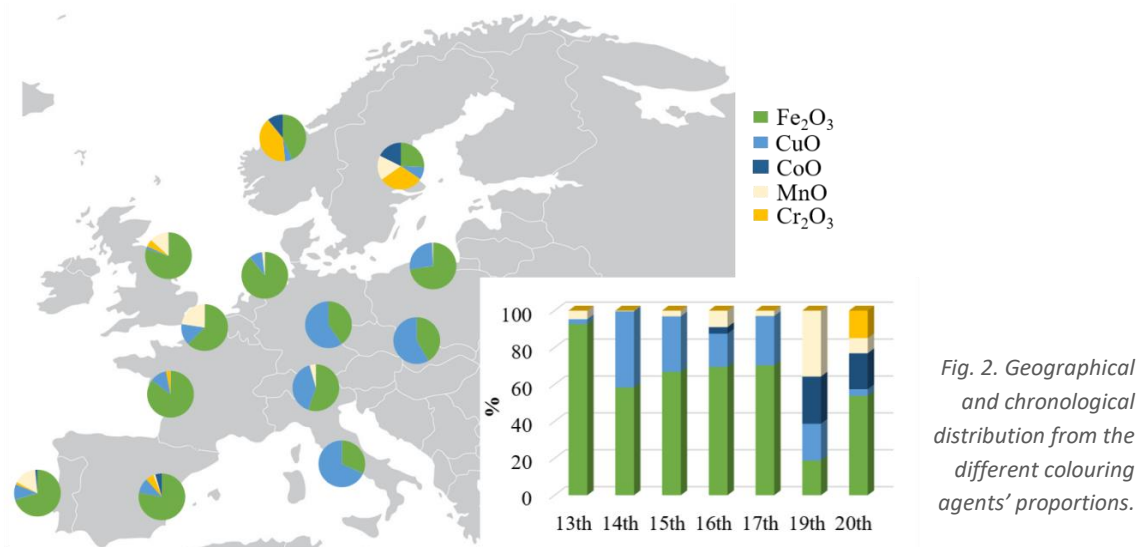 Fe₂O₃
CuO
CoO
MnO
Cr₂O₃
100
80
60
40
20
0
%
13th 14th 15th 16th 17th 19th 20th
Fig. 2. Geographical
and chronological
distribution from the
different colouring
agents’ proportions.